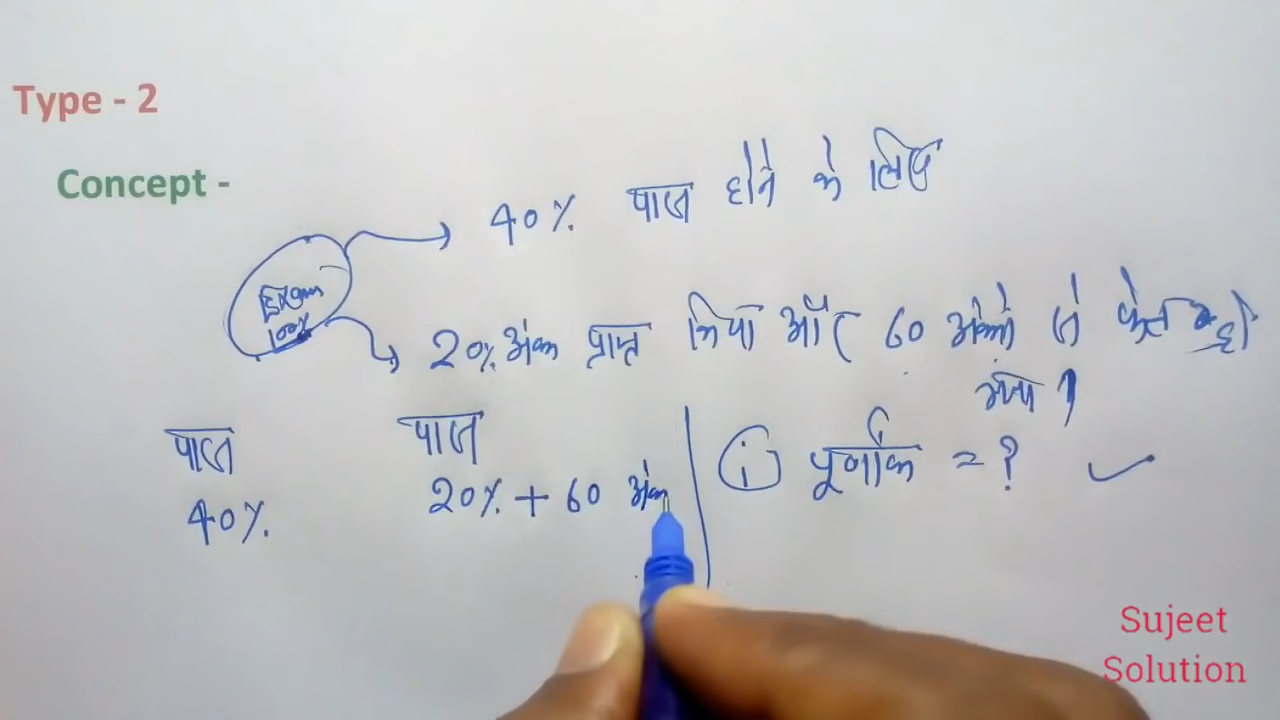 Type - 2
Concept -
40% पास होने के लिए
Exam
100%
20% अंक प्राप्त किया और 60 अंको से फेल हो
गया।
पास
40%
पास
20% + 60 अंक
(i) पूर्णांक = ?
Sujeet
Solution